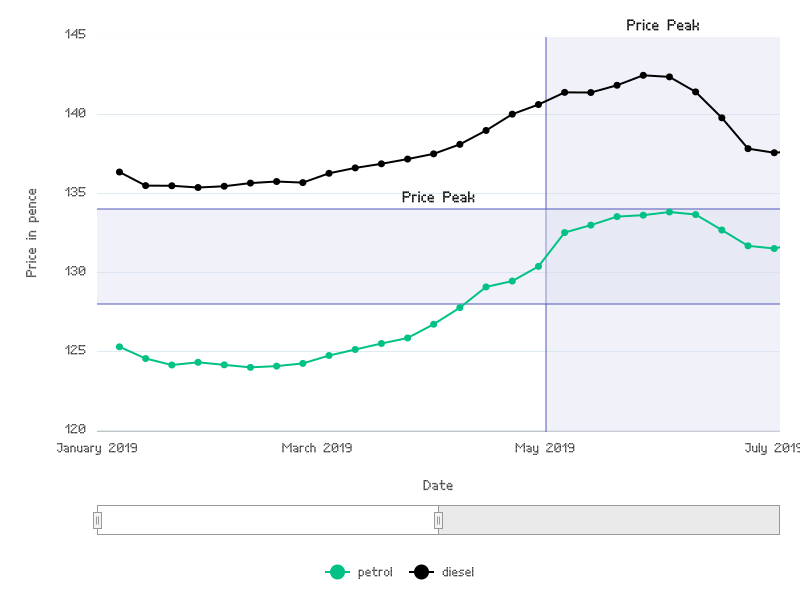 Price Peak
145
140
135
Price Peak
130
125
120
Price in pence
January 2019 March 2019 May 2019 July 2019
Date
petrol diesel